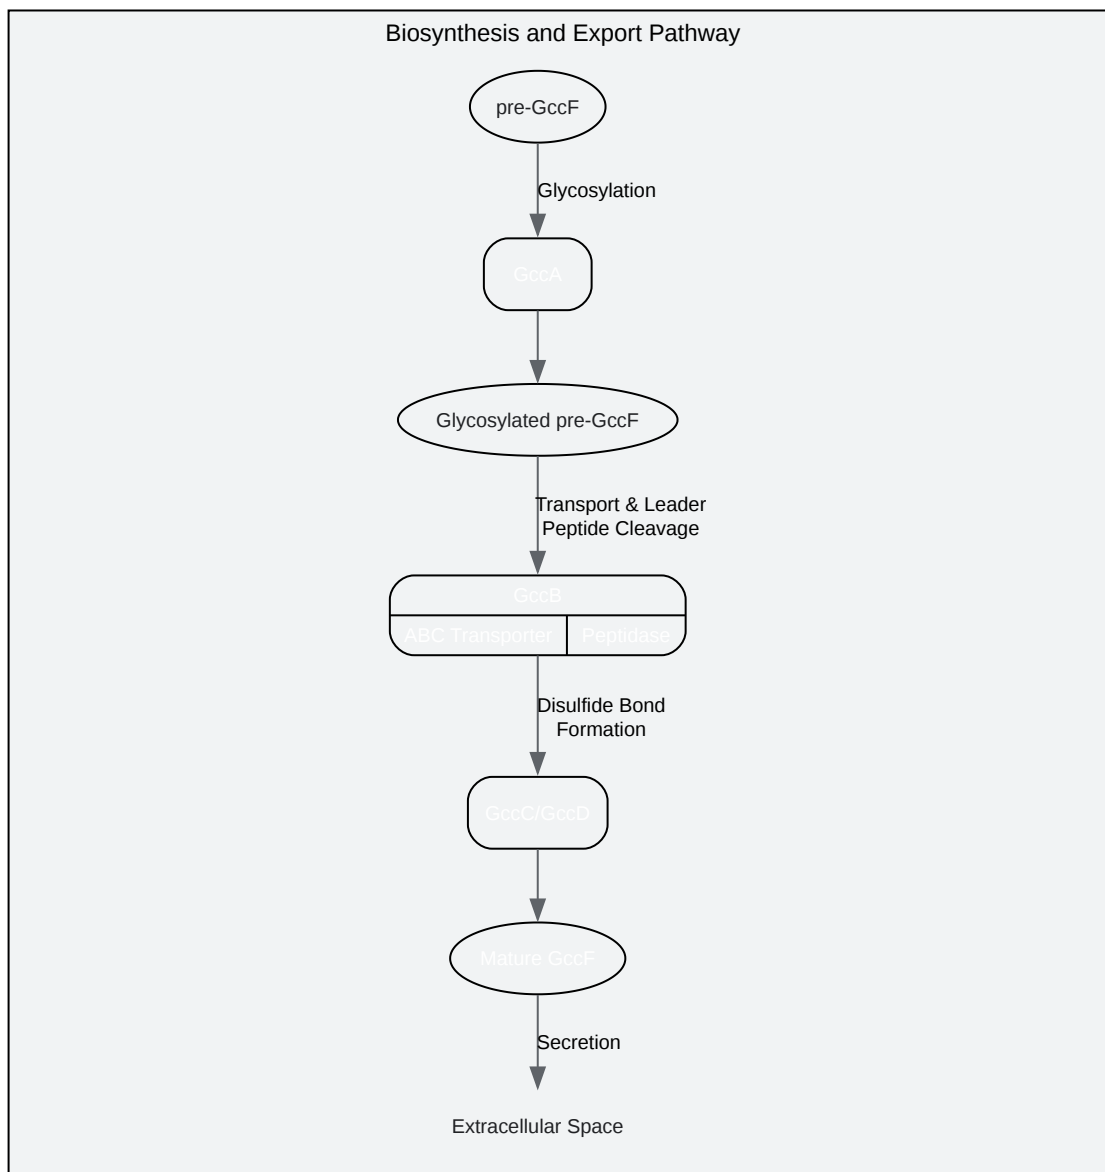 Biosynthesis and Export Pathway
pre-GccF
Glycosylation
GccA
Glycosylated pre-GccF
Transport & Leader
Peptide Cleavage
GccB
ABC Transporter
Peptidase
Disulfide Bond
Formation
GccC/GccD
Mature GccF
Secretion
Extracellular Space